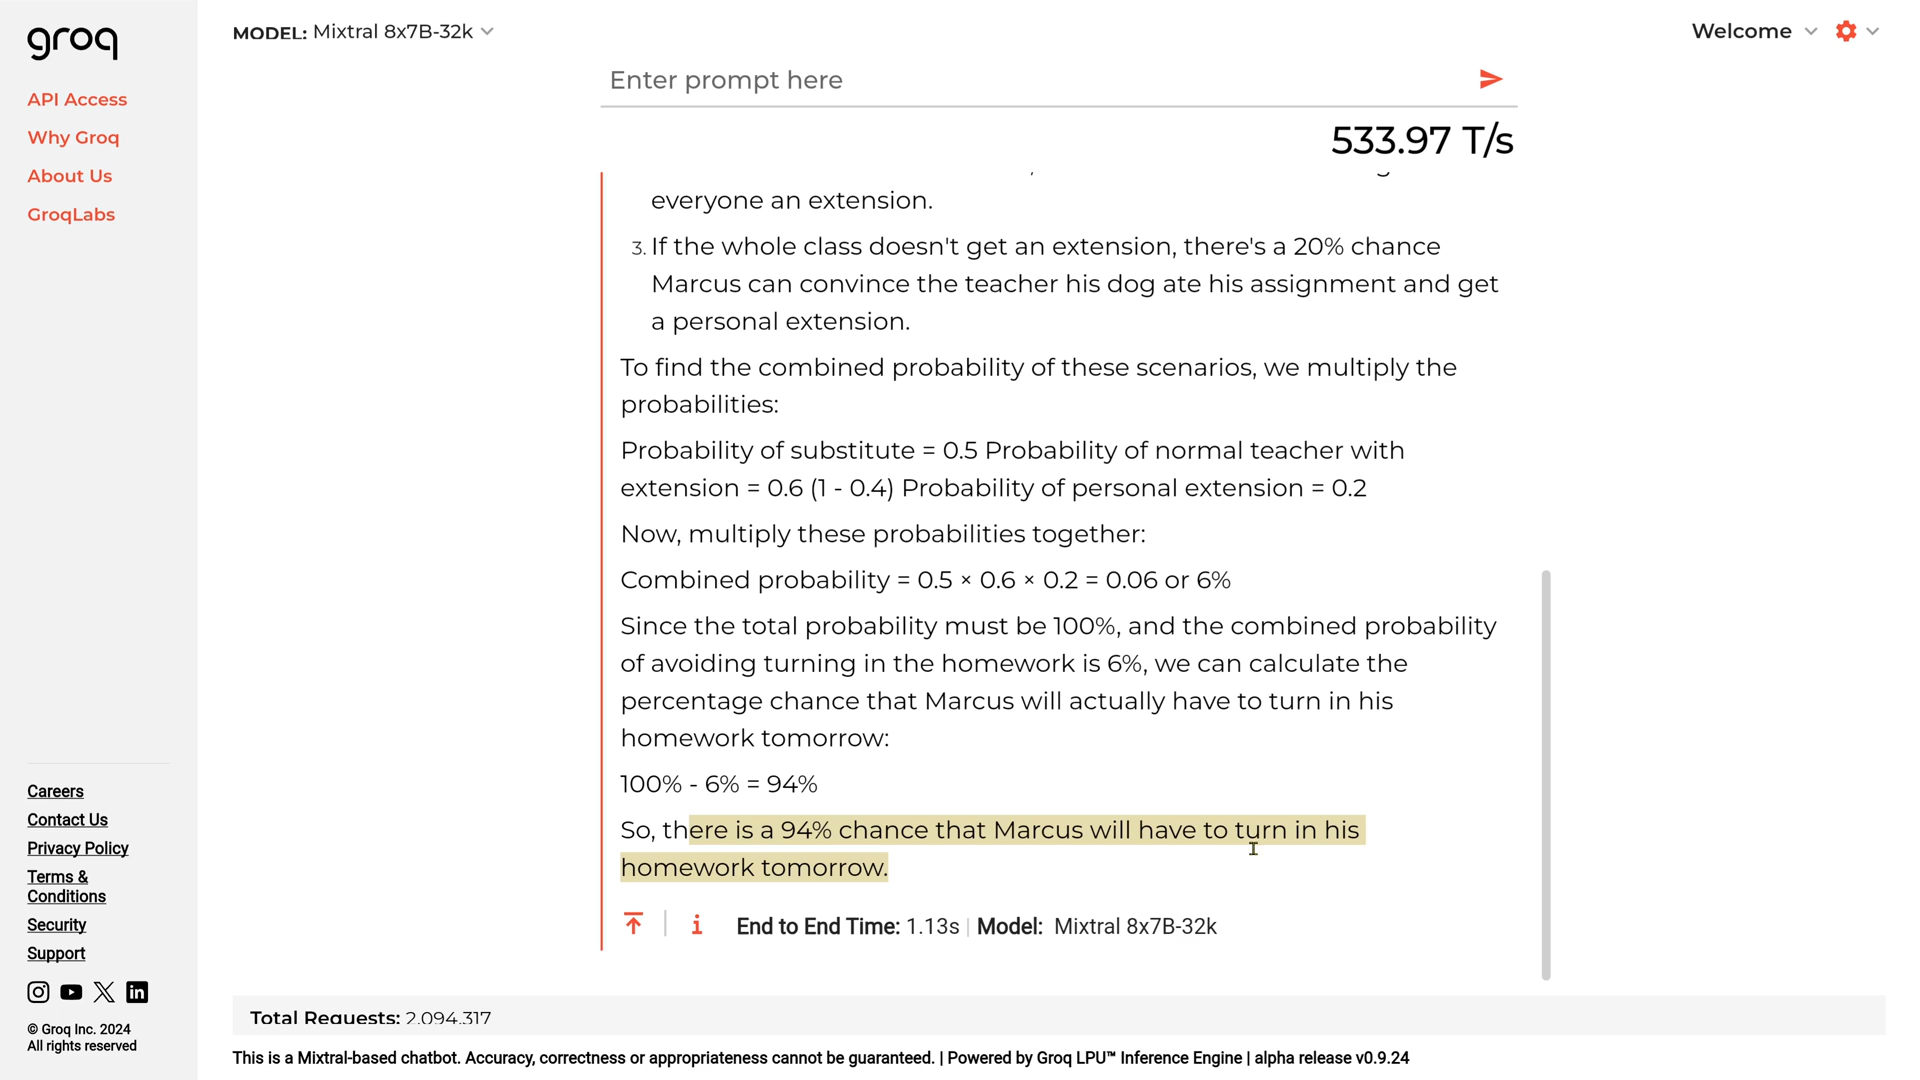 groq
API Access
Why Groq
About Us
GroqLabs
Careers
Contact Us
Privacy Policy
Terms &
Conditions
Security
Support
© Groq Inc. 2024
All rights reserved
MODEL: Mixtral 8x7B-32k
Welcome
Enter prompt here
533.97 T/s
everyone an extension.
3. If the whole class doesn't get an extension, there's a 20% chance
Marcus can convince the teacher his dog ate his assignment and get
a personal extension.
To find the combined probability of these scenarios, we multiply the
probabilities:
Probability of substitute = 0.5 Probability of normal teacher with
extension = 0.6 (1 - 0.4) Probability of personal extension = 0.2
Now, multiply these probabilities together:
Combined probability = 0.5 × 0.6 × 0.2 = 0.06 or 6%
Since the total probability must be 100%, and the combined probability
of avoiding turning in the homework is 6%, we can calculate the
percentage chance that Marcus will actually have to turn in his
homework tomorrow:
100% - 6% = 94%
So, there is a 94% chance that Marcus will have to turn in his
homework tomorrow.
End to End Time: 1.13s | Model: Mixtral 8x7B-32k
Total Requests: 2,094,317
This is a Mixtral-based chatbot. Accuracy, correctness or appropriateness cannot be guaranteed. | Powered by Groq LPU™ Inference Engine | alpha release v0.9.24